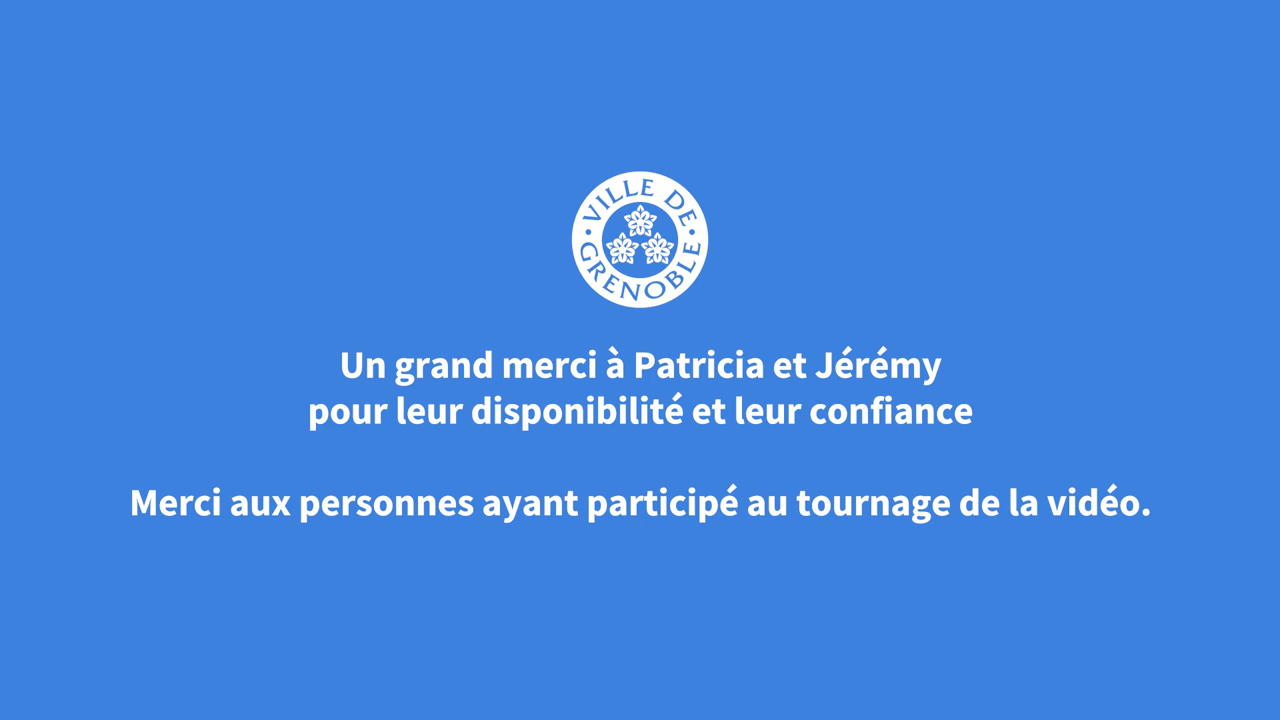 VILLE DE
GRENOBLE
Un grand merci à Patricia et Jérémy
pour leur disponibilité et leur confiance
Merci aux personnes ayant participé au tournage de la vidéo.